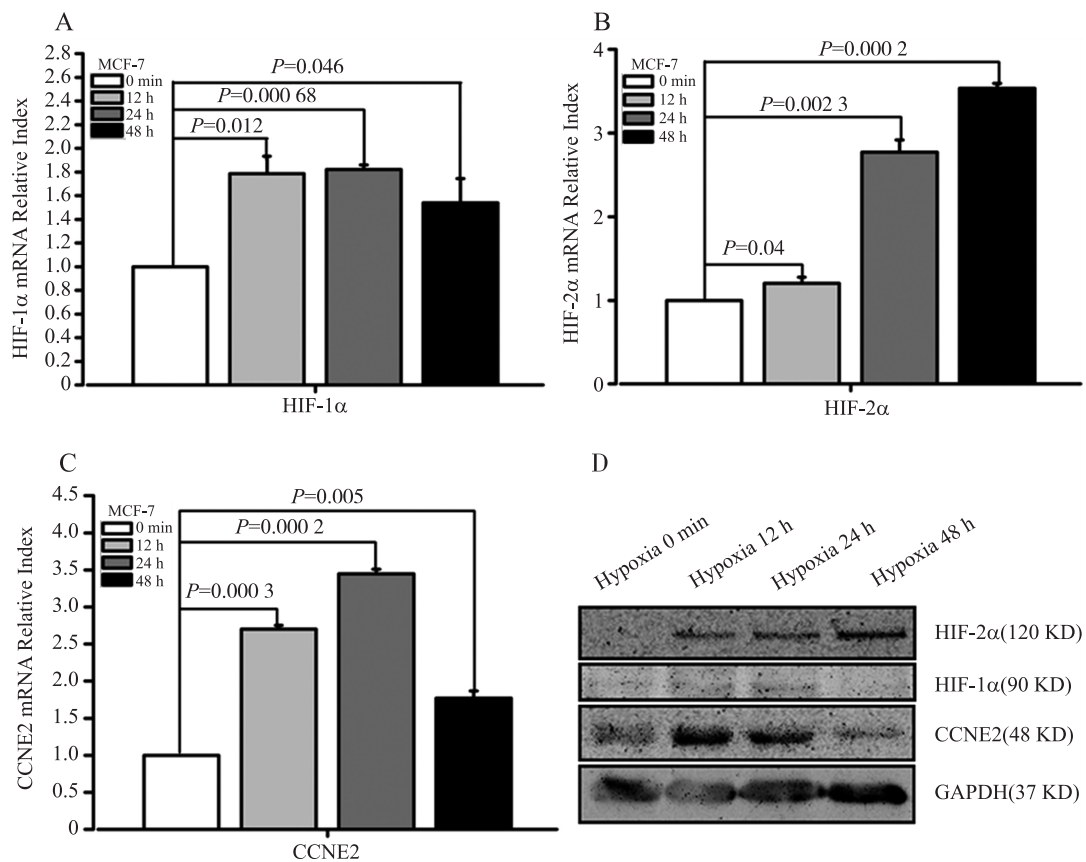 A
HIF-1α mRNA Relative Index
2.8
2.6
2.4
2.2
2.0
1.8
1.6
1.4
1.2
1.0
0.8
0.6
0.4
0.2
0
MCF-7
0 min
12 h
24 h
48 h
P=0.046
P=0.000 68
P=0.012
HIF-1α
B
HIF-2α mRNA Relative Index
4
3
2
1
0
MCF-7
0 min
12 h
24 h
48 h
P=0.000 2
P=0.002 3
P=0.04
HIF-2α
C
CCNE2 mRNA Relative Index
4.5
4.0
3.5
3.0
2.5
2.0
1.5
1.0
0.5
0
MCF-7
0 min
12 h
24 h
48 h
P=0.005
P=0.000 2
P=0.000 3
CCNE2
D
Hypoxia 0 min
Hypoxia 12 h
Hypoxia 24 h
Hypoxia 48 h
HIF-2α(120 KD)
HIF-1α(90 KD)
CCNE2(48 KD)
GAPDH(37 KD)